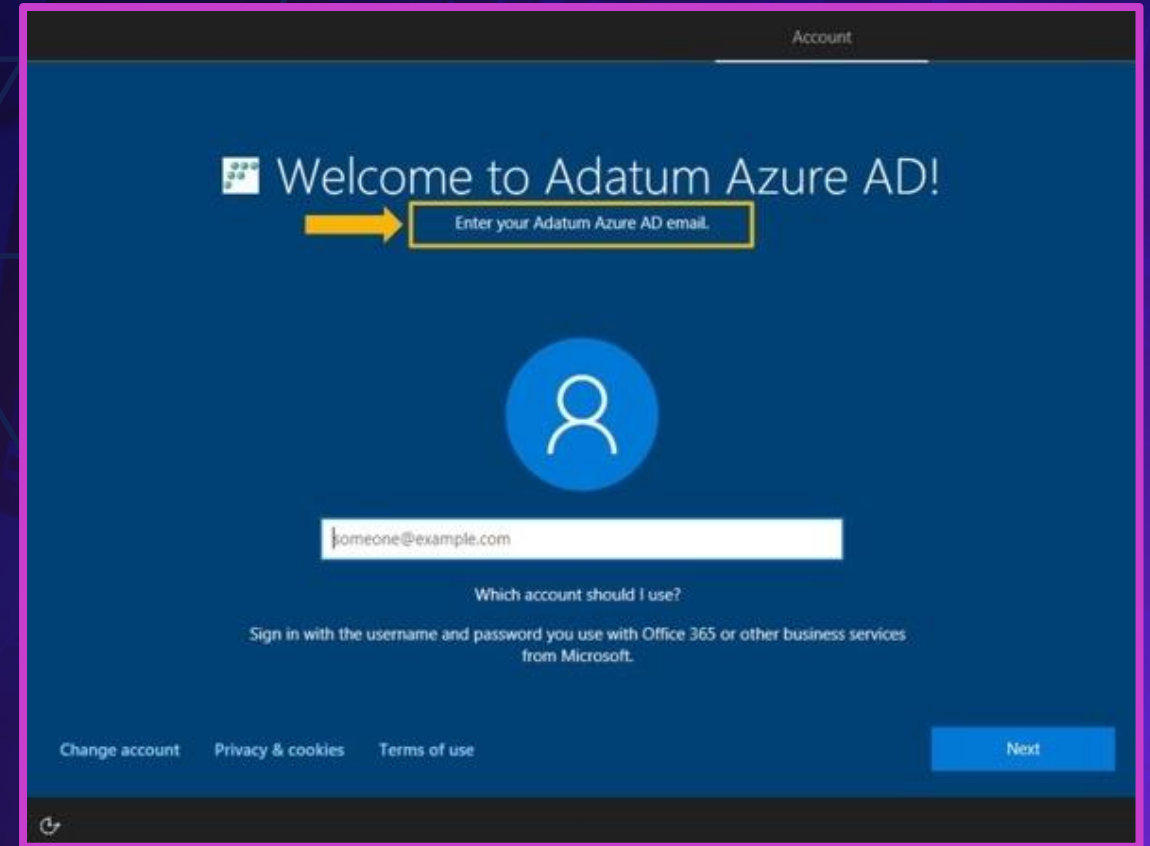 Account
Welcome to Adatum Azure AD!
Enter your Adatum Azure AD email.
someone@example.com
Which account should I use?
Sign in with the username and password you use with Office 365 or other business services
from Microsoft.
Change account Privacy & cookies Terms of use Next